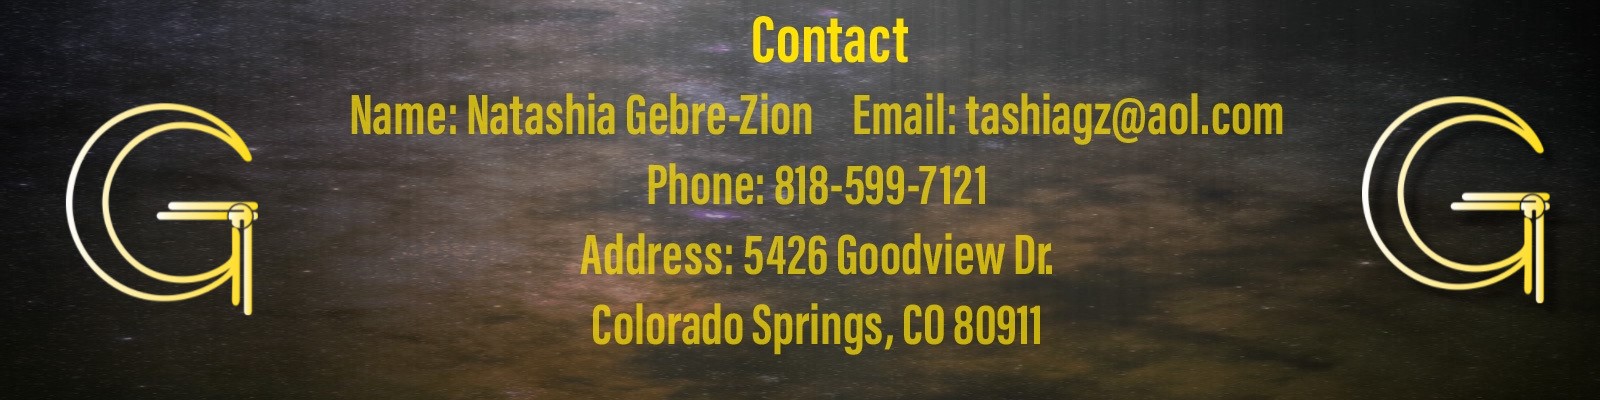 Contact
Name: Natashia Gebre-Zion Email: tashiagz@aol.com
Phone: 818-599-7121
Address: 5426 Goodview Dr.
Colorado Springs, CO 80911